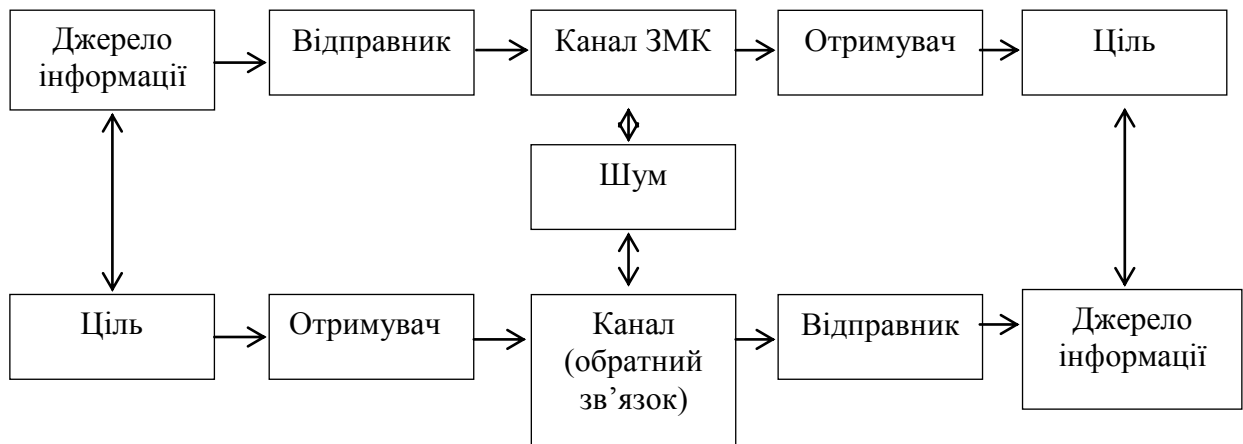 Джерело
інформації
Відправник
Канал ЗМК
Отримувач
Ціль
Шум
Ціль
Отримувач
Канал
(обратний
зв’язок)
Відправник
Джерело
інформації